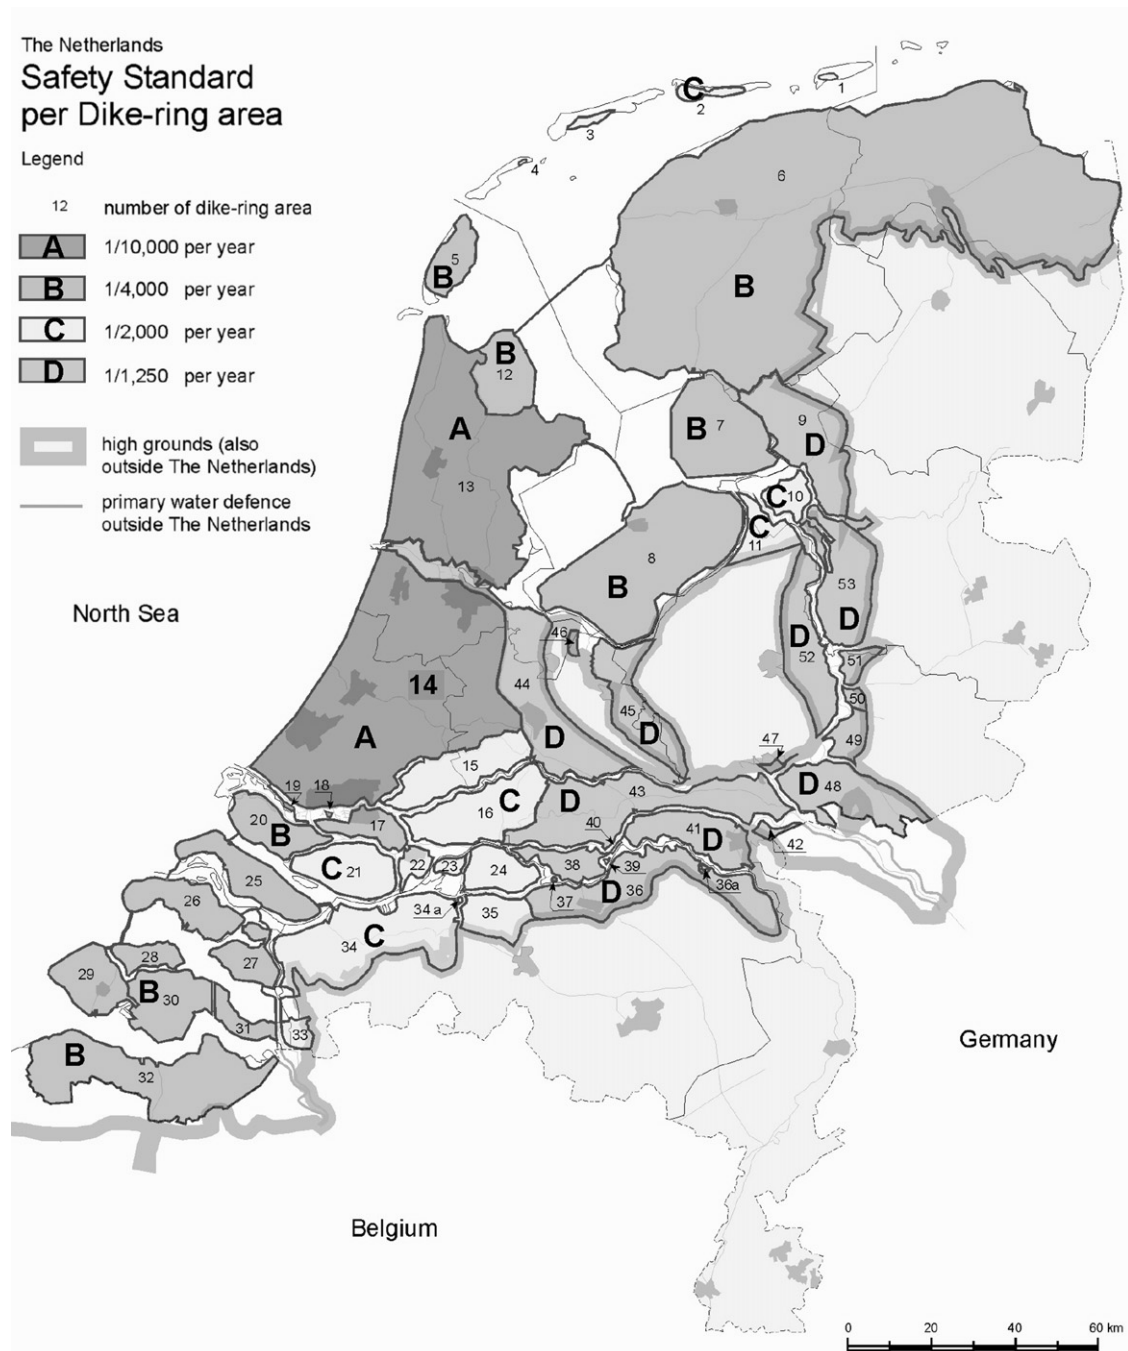 The Netherlands
Safety Standard
per Dike-ring area
Legend
12 number of dike-ring area
A 1/10,000 per year
B 1/4,000 per year
C 1/2,000 per year
D 1/1,250 per year
high grounds (also
outside The Netherlands)
primary water defence
outside The Netherlands
1
C
2
3
4
6
5
B
B
B
12
A
13
B 7
9
D
C 10
C
11
8
B
53
D
D
52
North Sea
46
51
14
44
45
50
A
D
D
47
49
15
19 18
C
16
D
43
D 48
20
B
17
40
41
D
42
C 21
22
23
24
38
39
D
36
36a
37
25
26
34 a
35
34
C
29
28
27
B
30
31
33
B
32
Germany
Belgium
0 20 40 60 km